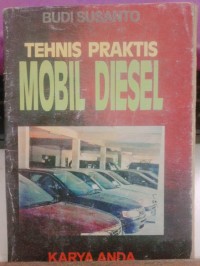 BUDI SUSANTO
TEHNIS PRAKTIS
MOBIL DIESEL
KARYA ANDA